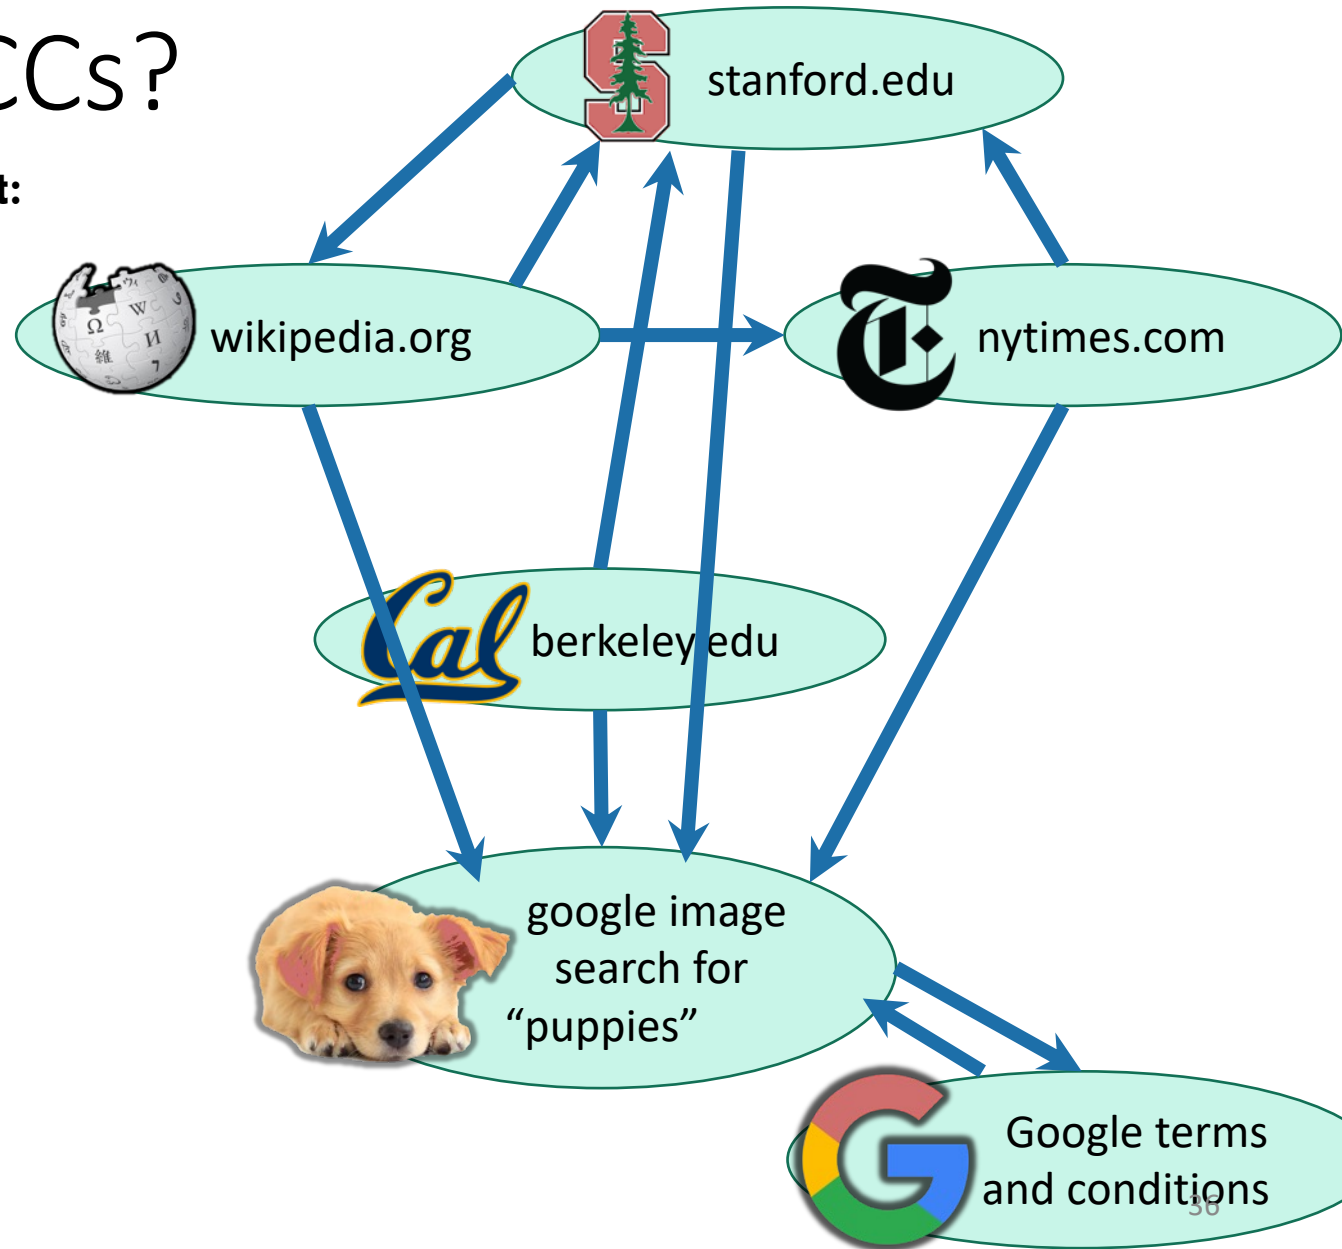 CCs?
t:
stanford.edu
wikipedia.org
nytimes.com
Cal
berkeley.edu
google image
search for
“puppies”
Google terms
and conditions
36